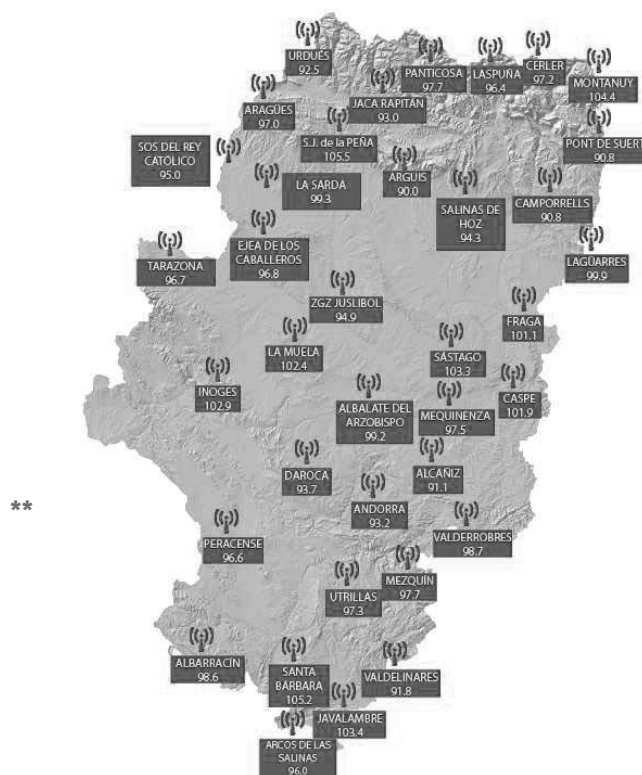 URDUÉS
92.5
PANTICOSA
97.7
LASPUÑA
96.4
CERLER
97.2
MONTANUY
104.4
ARAGÜES
97.0
JACA RAPITÁN
93.0
SOS DEL REY
CATÓLICO
95.0
S.J. de la PEÑA
105.5
PONT DE SUERT
90.8
LA SARDA
99.3
ARGUIS
90.0
SALINAS DE
HOZ
94.3
CAMPORRELLS
90.8
TARAZONA
96.7
EJEA DE LOS
CABALLEROS
96.8
LAGÜARRES
99.9
ZGZ JUSLIBOL
94.9
FRAGA
101.1
LA MUELA
102.4
SÁSTAGO
103.3
INOGES
102.9
ALBALATE DEL
ARZOBISPO
99.2
MEQUINENZA
97.5
CASPE
101.9
DAROCA
93.7
ALCAÑIZ
91.1
ANDORRA
93.2
**
PERACENSE
96.6
VALDERROBRES
98.7
MEZQUÍN
97.7
UTRILLAS
97.3
ALBARRACÍN
98.6
SANTA
BÁRBARA
105.2
VALDELINARES
91.8
JAVALAMBRE
103.4
ARCOS DE LAS
SALINAS
96.0